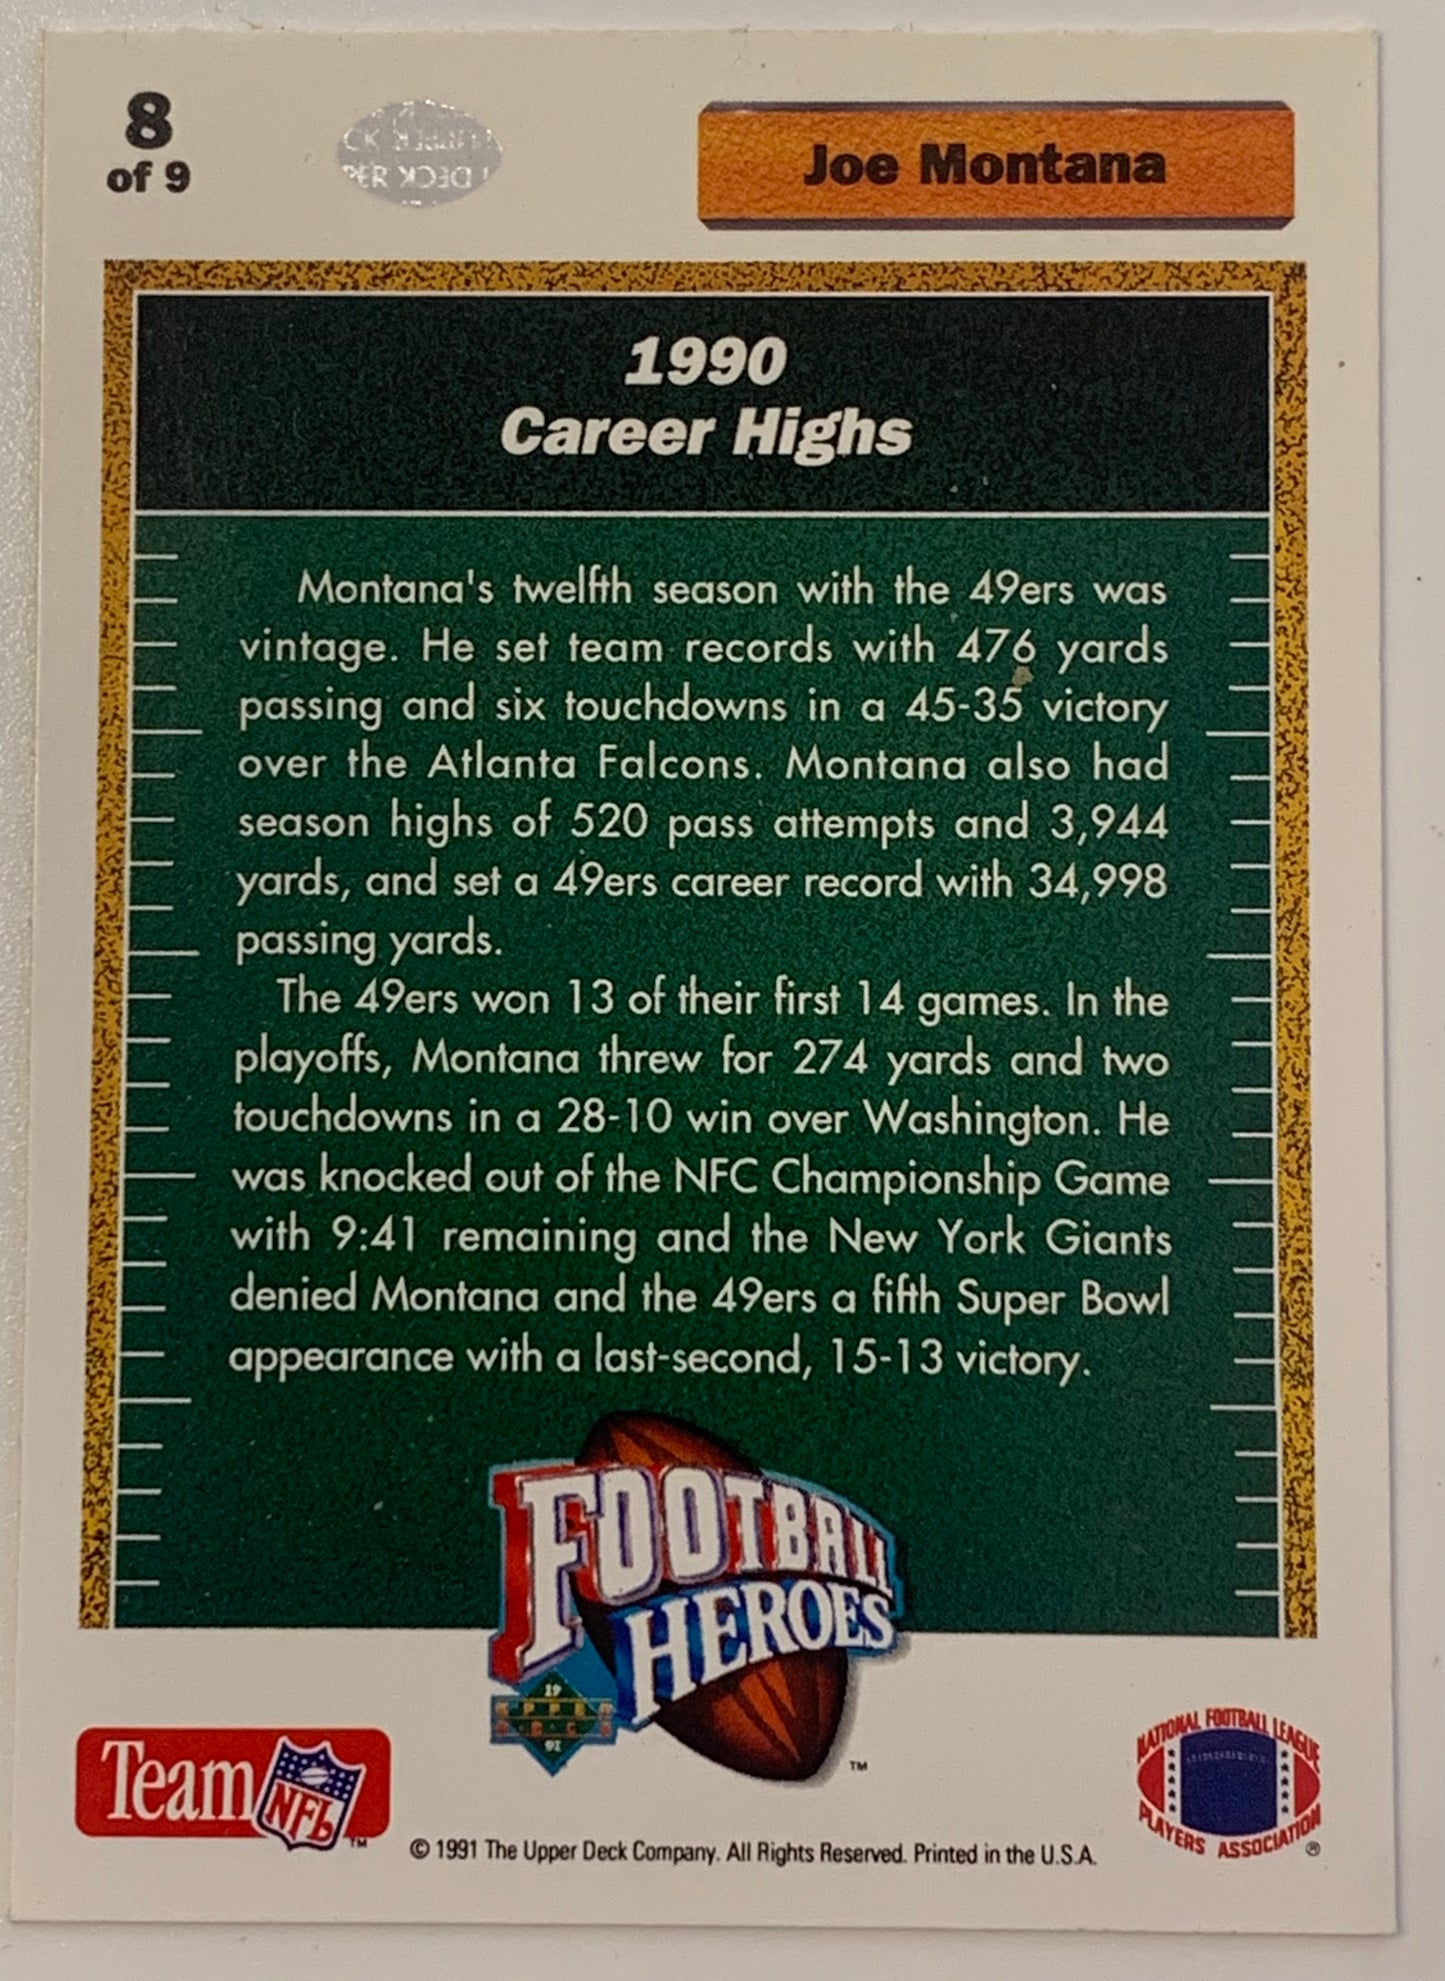 8
of 9
DECK
Joe Montana
1990
Career Highs
Montana's twelfth season with the 49ers was
vintage. He set team records with 476 yards
passing and six touchdowns in a 45-35 victory
over the Atlanta Falcons. Montana also had
season highs of 520 pass attempts and 3,944
yards, and set a 49ers career record with 34,998
passing yards.
The 49ers won 13 of their first 14 games. In the
playoffs, Montana threw for 274 yards and two
touchdowns in a 28-10 win over Washington. He
was knocked out of the NFC Championship Game
with 9:41 remaining and the New York Giants
denied Montana and the 49ers a fifth Super Bowl
appearance with a last-second, 15-13 victory.
FOOTBALL
HEROES
19
UPPER
DECK
91
TM
Team NFL TM
NATIONAL FOOTBALL LEAGUE
PLAYERS ASSOCIATION ®
© 1991 The Upper Deck Company. All Rights Reserved. Printed in the U.S.A.